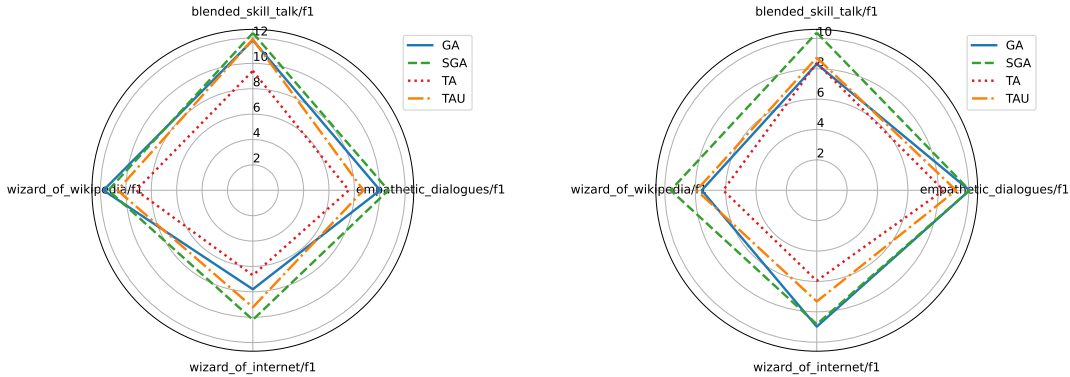 blended_skill_talk/f1
12
10
8
6
4
2
wizard_of_wikipedia/f1
empathetic_dialogues/f1
wizard_of_internet/f1
GA
SGA
TA
TAU
blended_skill_talk/f1
10
8
6
4
2
wizard_of_wikipedia/f1
empathetic_dialogues/f1
wizard_of_internet/f1
GA
SGA
TA
TAU